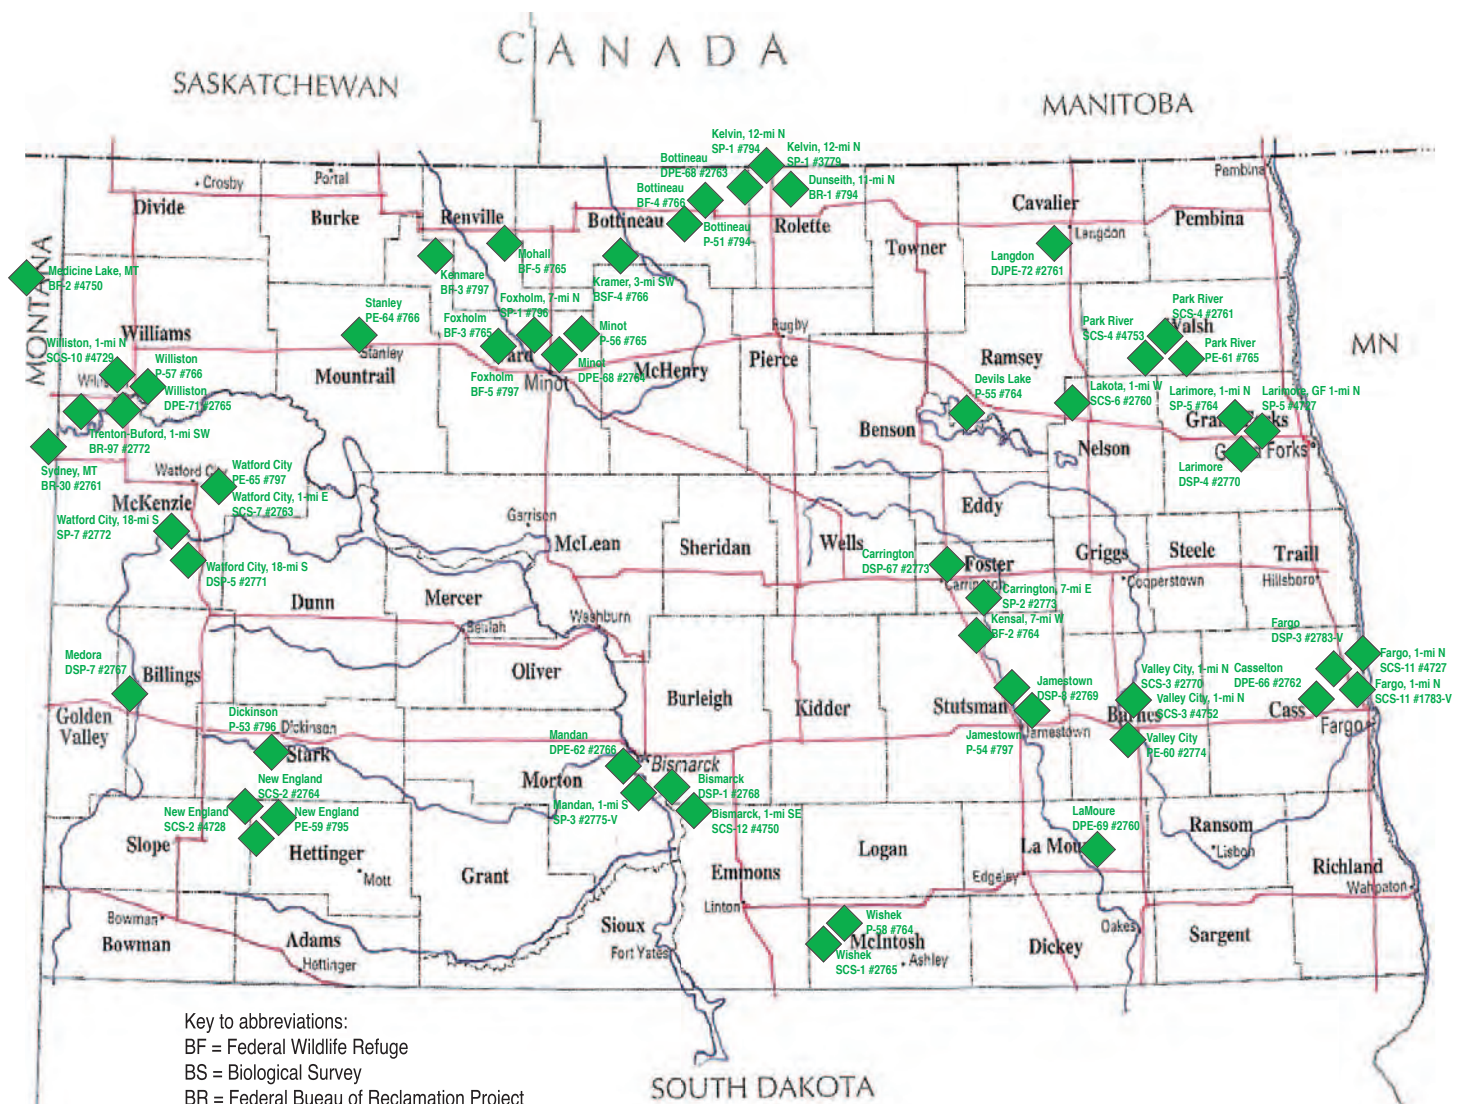 CANADA
SASKATCHEWAN
MANITOBA
Kelvin, 12-mi N
SP-1 #794
Kelvin, 12-mi N
SP-1 #3779
Bottineau
DPE-68 #2763
Dunseith, 11-mi N
BR-1 #794
Bottineau
BF-4 #766
Bottineau
P-51 #794
Crosby
Portal
Pembina
Divide
Burke
Renville
Bottineau
Rolette
Cavalier
Pembina
Towner
Langdon
Langdon
DJPE-72 #2761
MONTANA
Medicine Lake, MT
BF-2 #4750
Kenmare
BF-3 #797
Mohall
BF-5 #765
Kramer, 3-mi SW
BSF-4 #766
Stanley
PE-64 #766
Foxholm, 7-mi N
SP-1 #796
Foxholm
BF-3 #765
Minot
P-56 #765
Minot
DPE-68 #2764
Foxholm
BF-5 #797
Park River
SCS-4 #2761
Park River
SCS-4 #4753
Park River
PE-61 #765
Walsh
MN
Williams
Stanley
Mountrail
Ward
Minot
McHenry
Rugby
Pierce
Ramsey
Williston, 1-mi N
SCS-10 #4729
Williston
P-57 #766
Williston
DPE-71 #2765
Trenton-Buford, 1-mi SW
BR-97 #2772
Sydney, MT
BR-30 #2761
Devils Lake
P-55 #764
Lakota, 1-mi W
SCS-6 #2760
Larimore, 1-mi N
SP-5 #764
Larimore, GF 1-mi N
SP-5 #4727
Larimore
DSP-4 #2770
Grand Forks
Grand Forks
Benson
Nelson
Watford City
Watford City
PE-65 #797
Watford City, 1-mi E
SCS-7 #2763
McKenzie
Watford City, 18-mi S
SP-7 #2772
Watford City, 18-mi S
DSP-5 #2771
Garrison
McLean
Sheridan
Wells
Eddy
Foster
Carrington
Carrington
DSP-67 #2773
Carrington, 7-mi E
SP-2 #2773
Kensal, 7-mi W
BF-2 #764
Griggs
Steele
Traill
Cooperstown
Hillsboro
Dunn
Mercer
Beulah
Washburn
Oliver
Burleigh
Kidder
Stutsman
Medora
DSP-7 #2767
Billings
Golden
Valley
Fargo
DSP-3 #2783-V
Fargo, 1-mi N
SCS-11 #4727
Casselton
DPE-66 #2762
Fargo, 1-mi N
SCS-11 #1783-V
Cass
Fargo
Valley City, 1-mi N
SCS-3 #2770
Valley City, 1-mi N
SCS-3 #4752
Barnes
Valley City
PE-60 #2774
Jamestown
DSP-8 #2769
Jamestown
P-54 #797
Jamestown
Dickinson
P-53 #796
Dickinson
Stark
Mandan
DPE-62 #2766
Bismarck
Morton
Bismarck
DSP-1 #2768
Mandan, 1-mi S
SP-3 #2775-V
Bismarck, 1-mi SE
SCS-12 #4750
New England
SCS-2 #2764
New England
SCS-2 #4728
New England
PE-59 #795
Slope
Hettinger
Mott
Grant
Emmons
Logan
LaMoure
DPE-69 #2760
La Moure
Edgeley
Ransom
Lisbon
Richland
Wahpeton
Linton
Bowman
Bowman
Adams
Hettinger
Sioux
Fort Yates
Wishek
P-58 #764
McIntosh
Wishek
SCS-1 #2765
Ashley
Dickey
Oakes
Sargent
Key to abbreviations:
BF = Federal Wildlife Refuge
BS = Biological Survey
BR = Federal Bueau of Reclamation Project
SOUTH DAKOTA